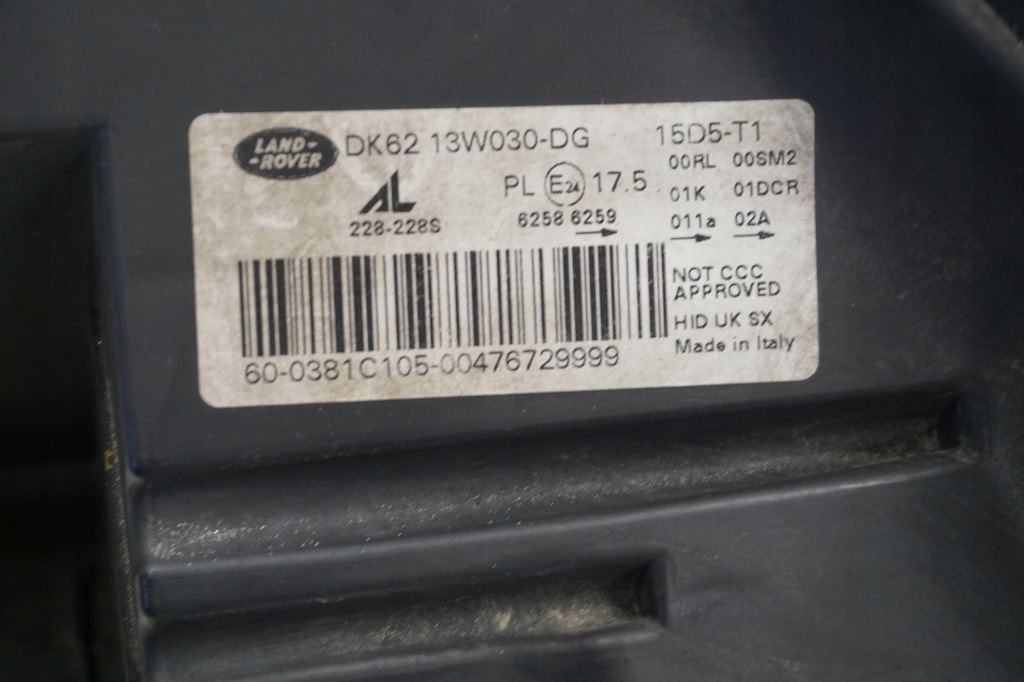 LAND-
-ROVER
DK62 13W030-DG 15D5-T1
AL
228-228S
PL E24 17.5
6258 6259
00RL 00SM2
01K 01DCR
011a 02A
NOT CCC
APPROVED
HID UK SX
Made in Italy
60-0381C105-00476729999